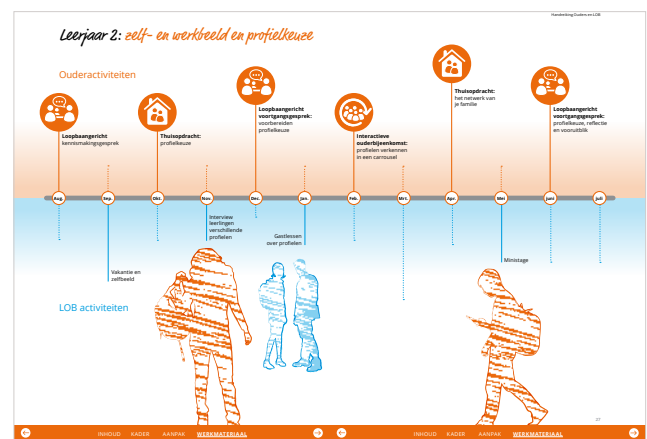 Handreiking Ouders en LOB
Leerjaar 2: zelf- en werkbeeld en profielkeuze
Ouderactiviteiten
Loopbaangericht
kennismakingsgesprek
Thuisopdracht:
profielkeuze
Loopbaangericht
voortgangsgesprek:
voorbereiden
profielkeuze
Interactieve
ouderbijeenkomst:
profielen verkennen
in een carrousel
Thuisopdracht:
het netwerk van
je familie
Loopbaangericht
voortgangsgesprek:
profielkeuze, reflectie
en vooruitblik
Aug.
Sep.
Okt.
Nov.
Dec.
Jan.
Feb.
Mrt.
Apr.
Mei
Juni
Juli
Vakantie en
zelfbeeld
Interview
leerlingen
verschillende
profielen
Gastlessen
over profielen
Ministage
LOB activiteiten
27
INHOUD KADER AANPAK WERKMATERIAAL
INHOUD KADER AANPAK WERKMATERIAAL